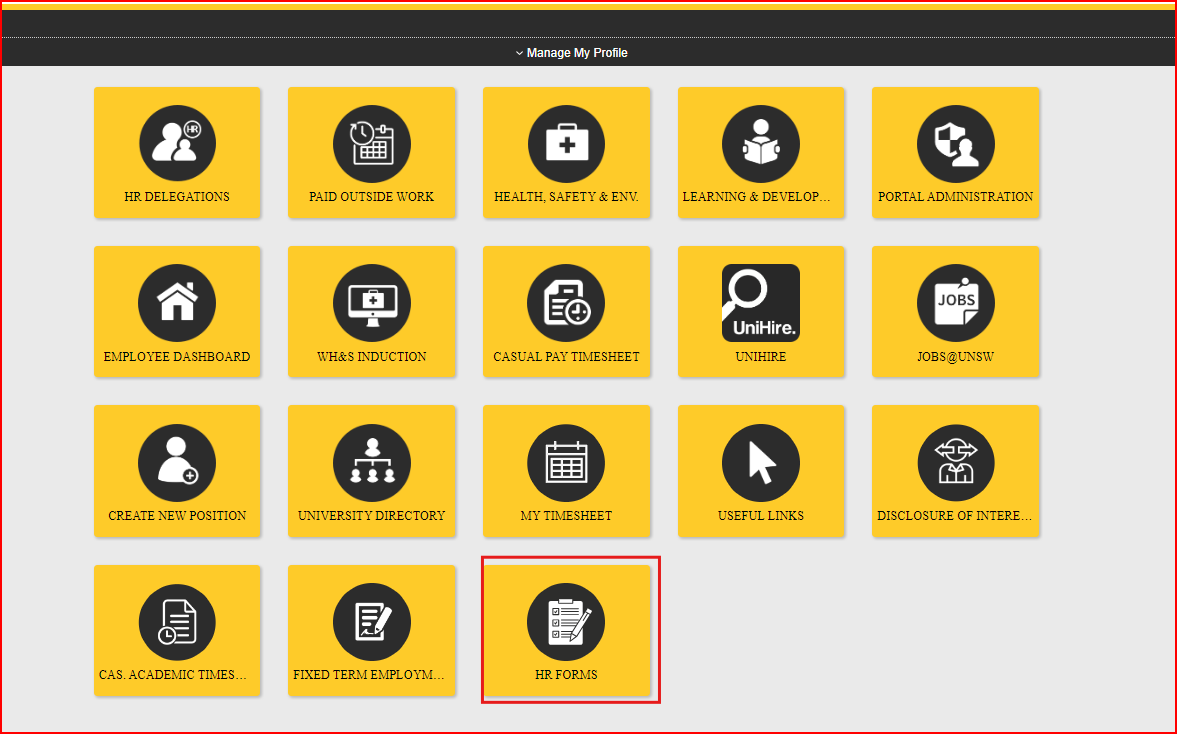 Manage My Profile
HR
HR DELEGATIONS
PAID OUTSIDE WORK
HEALTH, SAFETY & ENV.
LEARNING & DEVELOP...
PORTAL ADMINISTRATION
EMPLOYEE DASHBOARD
WH&S INDUCTION
CASUAL PAY TIMESHEET
UniHire.
UNIHIRE
JOBS
JOBS@UNSW
CREATE NEW POSITION
UNIVERSITY DIRECTORY
MY TIMESHEET
USEFUL LINKS
DISCLOSURE OF INTERE...
CAS. ACADEMIC TIMES...
FIXED TERM EMPLOYM...
HR FORMS